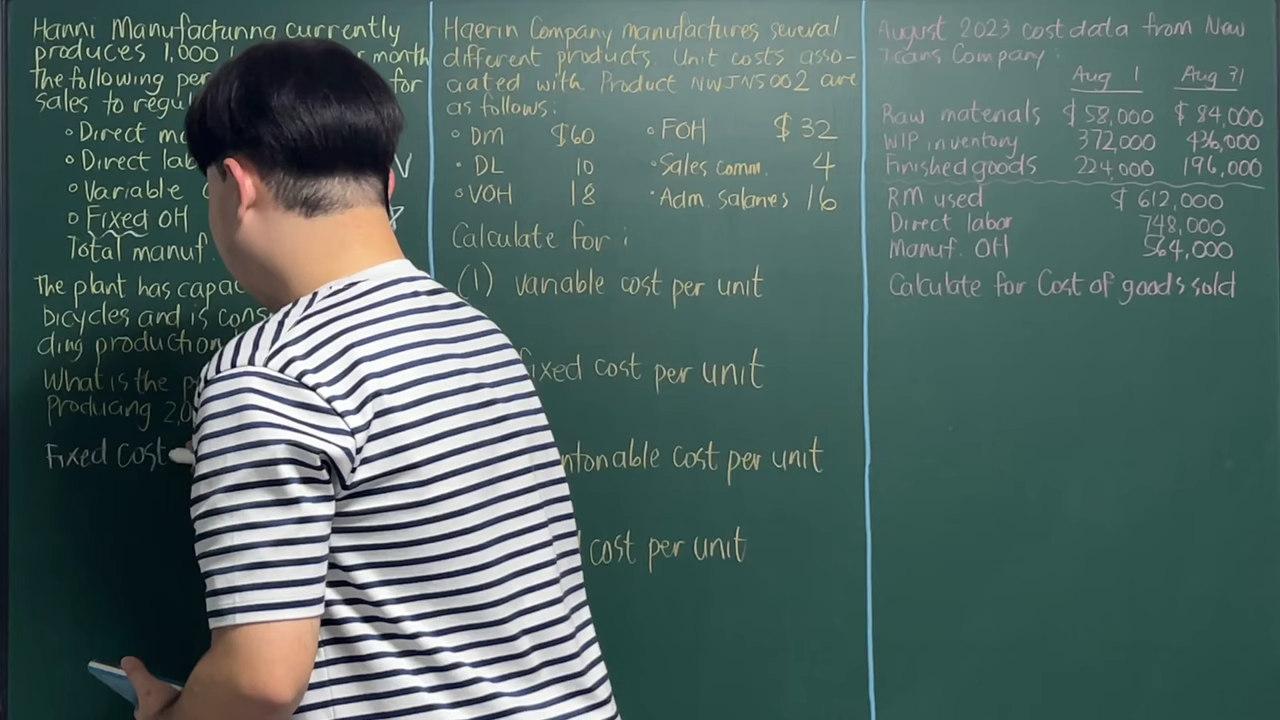 Hanni Manufacturing currently
produces 1,000 month
The following per for
sales to regul
• Direct ma
• Direct lab V
• Variable
• Fixed OH
Total manuf.
The plant has capac
bicycles and is cons
ding production
What is the
Producing 2,0
Fixed cost
Haerin Company manufactures several
different products. Unit costs asso-
ciated with Product NWJNS002 are
as follows:
• DM $60 • FOH $32
• DL 10 • Sales comm. 4
• VOH 18 • Adm. Salaries 16
Calculate for :
(1) variable cost per unit
fixed cost per unit
ntionable cost per unit
cost per unit
August 2023 cost data from New
Jeans Company:
Aug 1 Aug 31
Raw materials $ 58,000 $ 84,000
WIP inventory 372,000 436,000
Finished goods 224,000 196,000
RM used $ 612,000
Direct labor 748,000
Manuf. OH 564,000
Calculate for Cost of goods sold